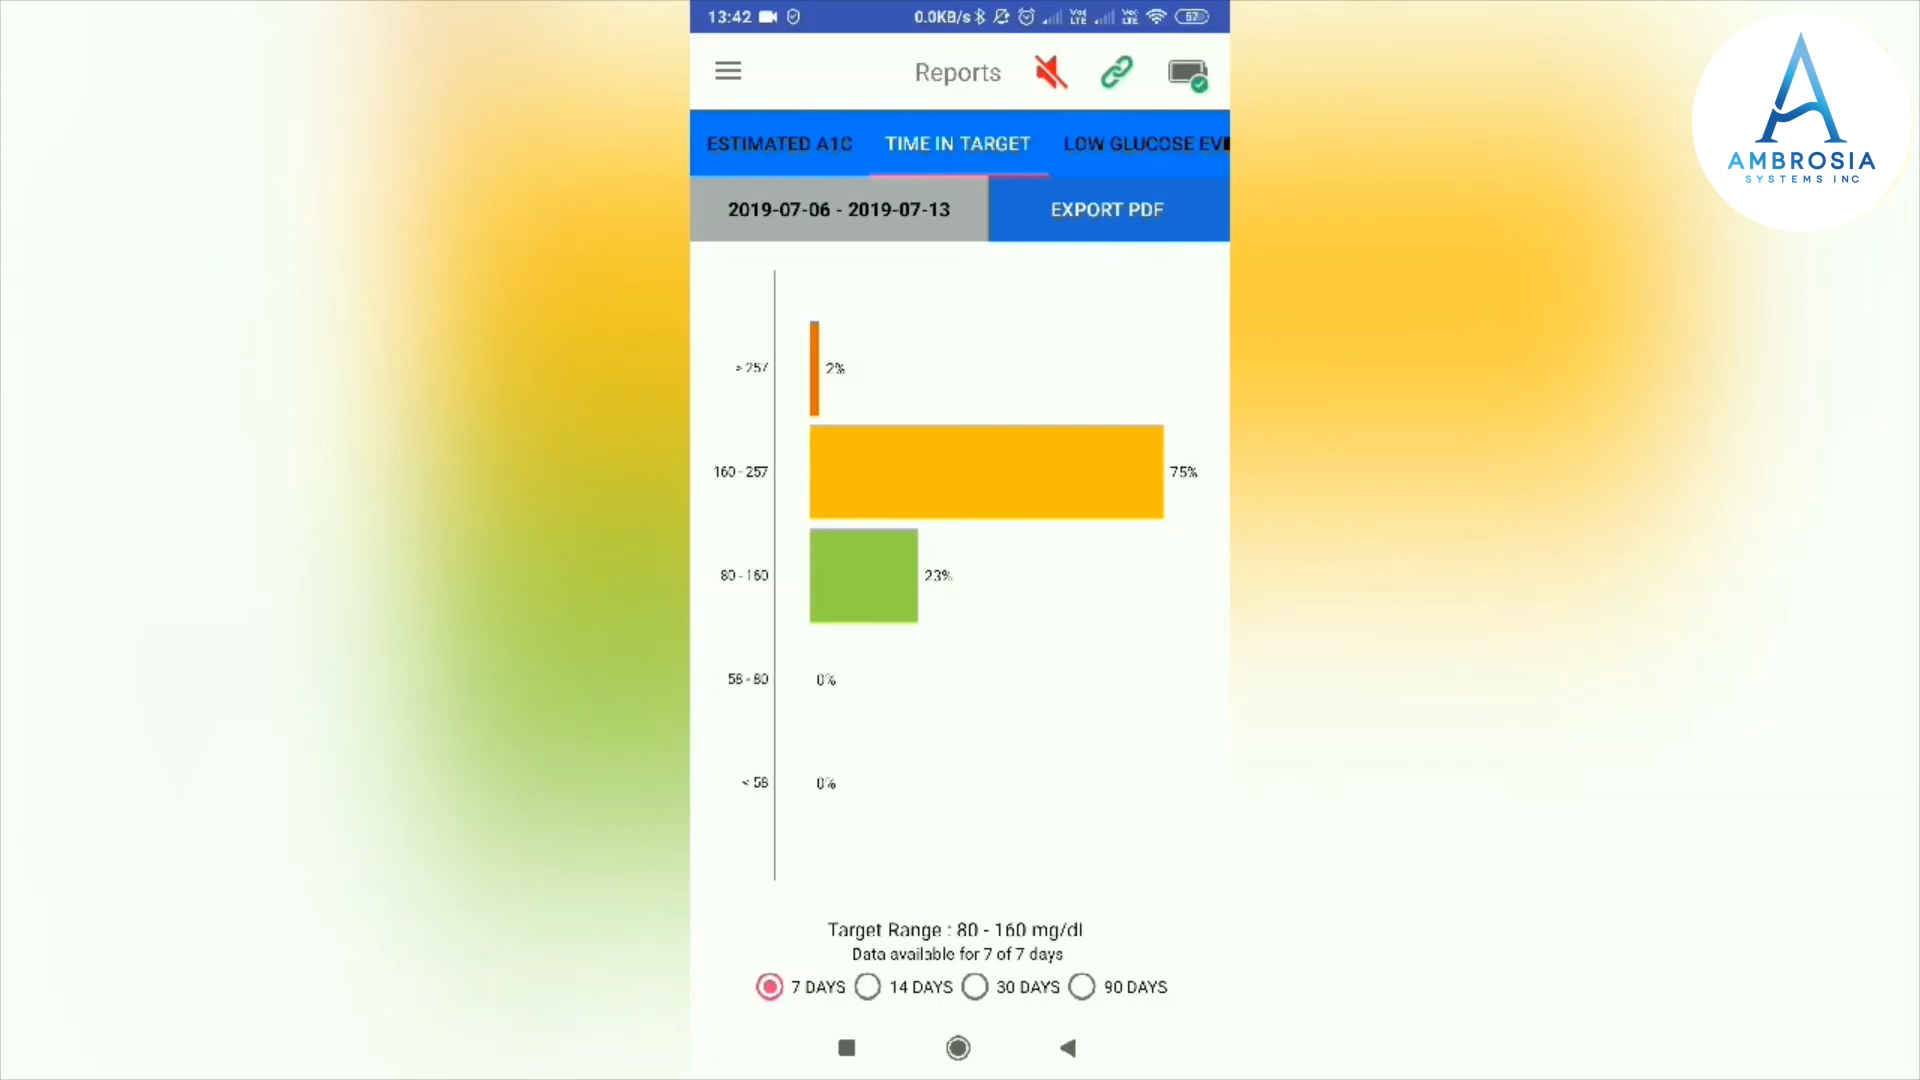 13:42 0.0KB/s 57
Reports
ESTIMATED A1C TIME IN TARGET LOW GLUCOSE EVE
2019-07-06 - 2019-07-13 EXPORT PDF
> 257 2%
160 - 257 75%
80 - 160 23%
58 - 80 0%
< 58 0%
Target Range : 80 - 160 mg/dl
Data available for 7 of 7 days
7 DAYS 14 DAYS 30 DAYS 90 DAYS
AMBROSIA
SYSTEMS INC